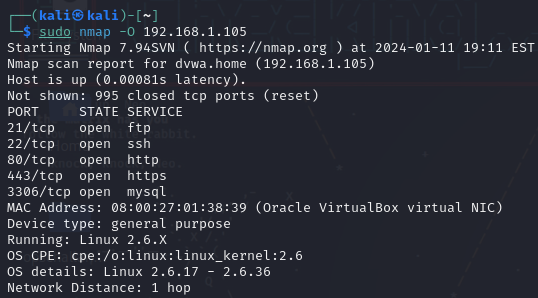 ┌──(kali㉿kali)-[~]
└─$ sudo nmap -O 192.168.1.105
Starting Nmap 7.94SVN ( https://nmap.org ) at 2024-01-11 19:11 EST
Nmap scan report for dvwa.home (192.168.1.105)
Host is up (0.00081s latency).
Not shown: 995 closed tcp ports (reset)
PORT     STATE SERVICE
21/tcp   open  ftp
22/tcp   open  ssh
80/tcp   open  http
443/tcp  open  https
3306/tcp open  mysql
MAC Address: 08:00:27:01:38:39 (Oracle VirtualBox virtual NIC)
Device type: general purpose
Running: Linux 2.6.X
OS CPE: cpe:/o:linux:linux_kernel:2.6
OS details: Linux 2.6.17 - 2.6.36
Network Distance: 1 hop